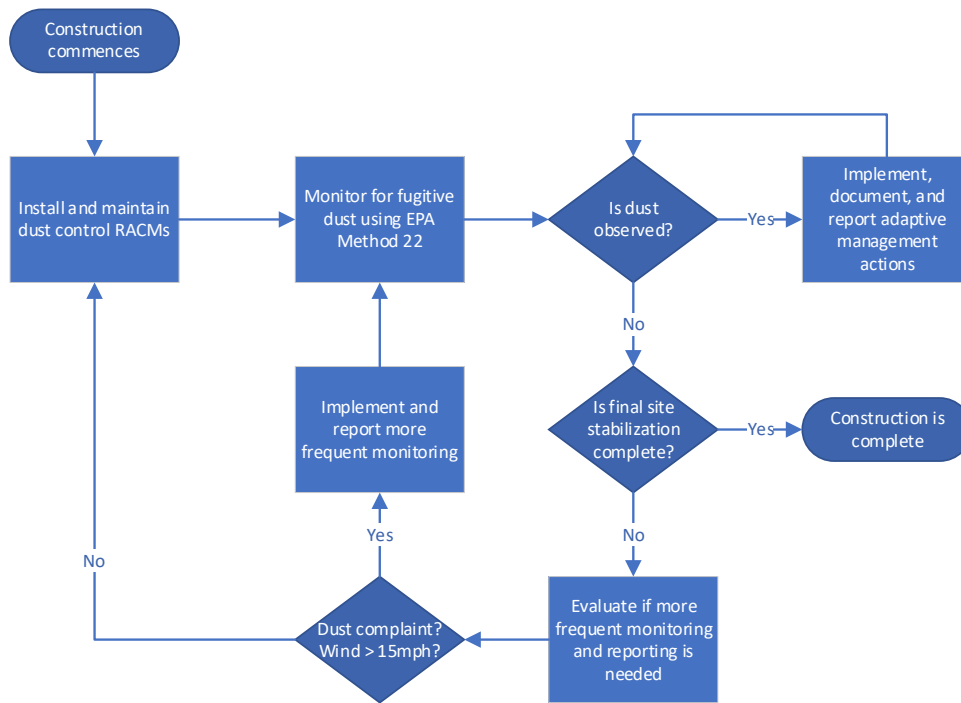 Construction
commences
Install and maintain
dust control RACMs
Monitor for fugitive
dust using EPA
Method 22
Is dust
observed?
Yes
Implement,
document, and
report adaptive
management
actions
No
Implement and
report more
frequent monitoring
Is final site
stabilization
complete?
Yes
Construction is
complete
No
Yes
No
Dust complaint?
Wind > 15mph?
Evaluate if more
frequent monitoring
and reporting is
needed